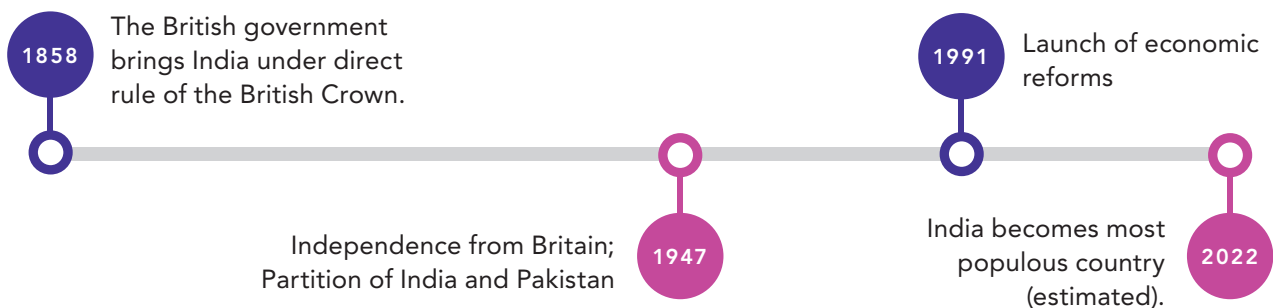 1858
The British government
brings India under direct
rule of the British Crown.
Independence from Britain;
Partition of India and Pakistan
1947
1991
Launch of economic
reforms
India becomes most
populous country
(estimated).
2022